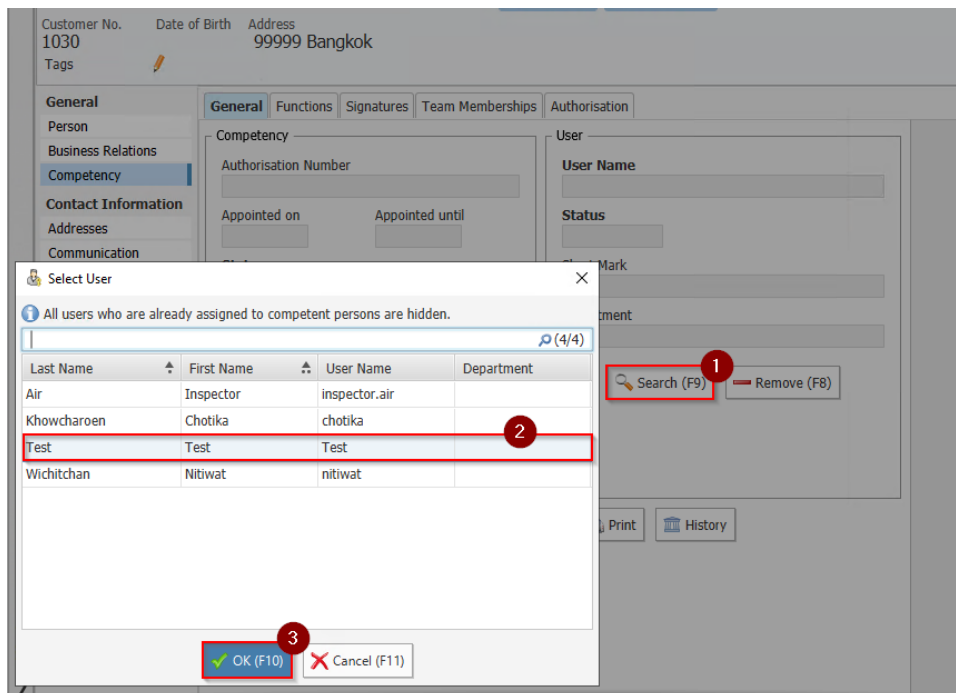 Customer No. Date of Birth Address
1030 99999 Bangkok
Tags
General
Person
Business Relations
Competency
Contact Information
Addresses
Communication
General Functions Signatures Team Memberships Authorisation
Competency
Authorisation Number
Appointed on Appointed until
User
User Name
Status
Mark
1
Search (F9) Remove (F8)
Print History
Select User
All users who are already assigned to competent persons are hidden.
(4/4)
Last Name First Name User Name Department
Air Inspector inspector.air
Khowcharoen Chotika chotika
2
Test Test Test
Wichitchan Nitiwat nitiwat
3
OK (F10) Cancel (F11)